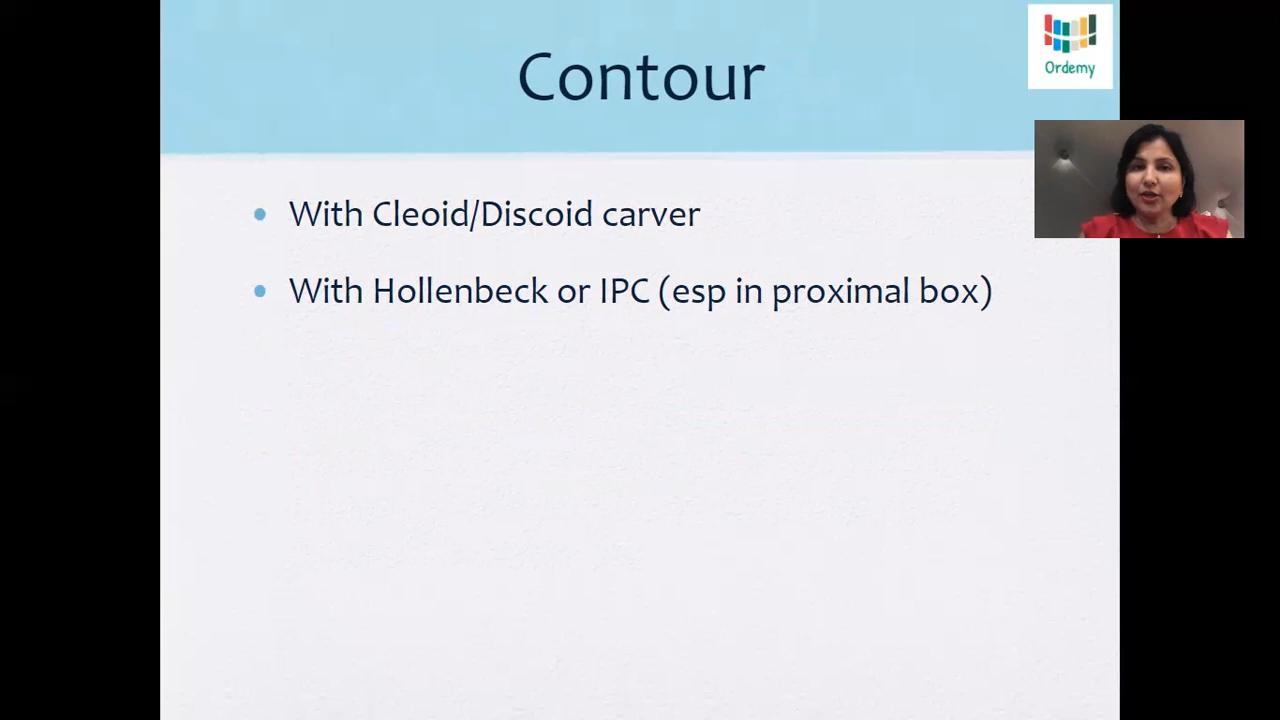 Contour
Ordemy
With Cleoid/Discoid carver
With Hollenbeck or IPC (esp in proximal box)